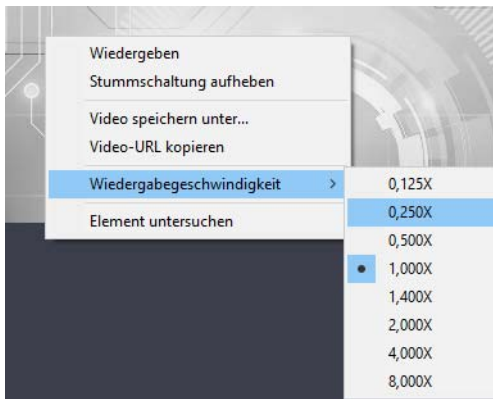 Wiedergeben
Stummschaltung aufheben
Video speichern unter...
Video-URL kopieren
Wiedergabegeschwindigkeit
Element untersuchen
0,125X
0,250X
0,500X
1,000X
1,400X
2,000X
4,000X
8,000X